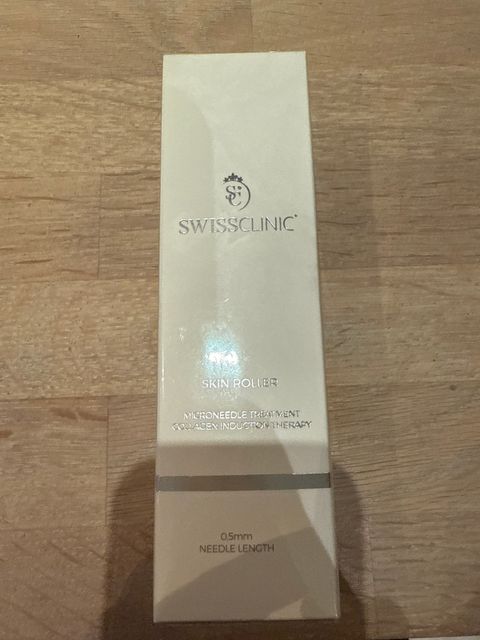 SC
SWISSCLINIC®
SKIN ROLLER
MICRONEEDLE TREATMENT
COLLAGEN INDUCTION THERAPY
0.5mm
NEEDLE LENGTH